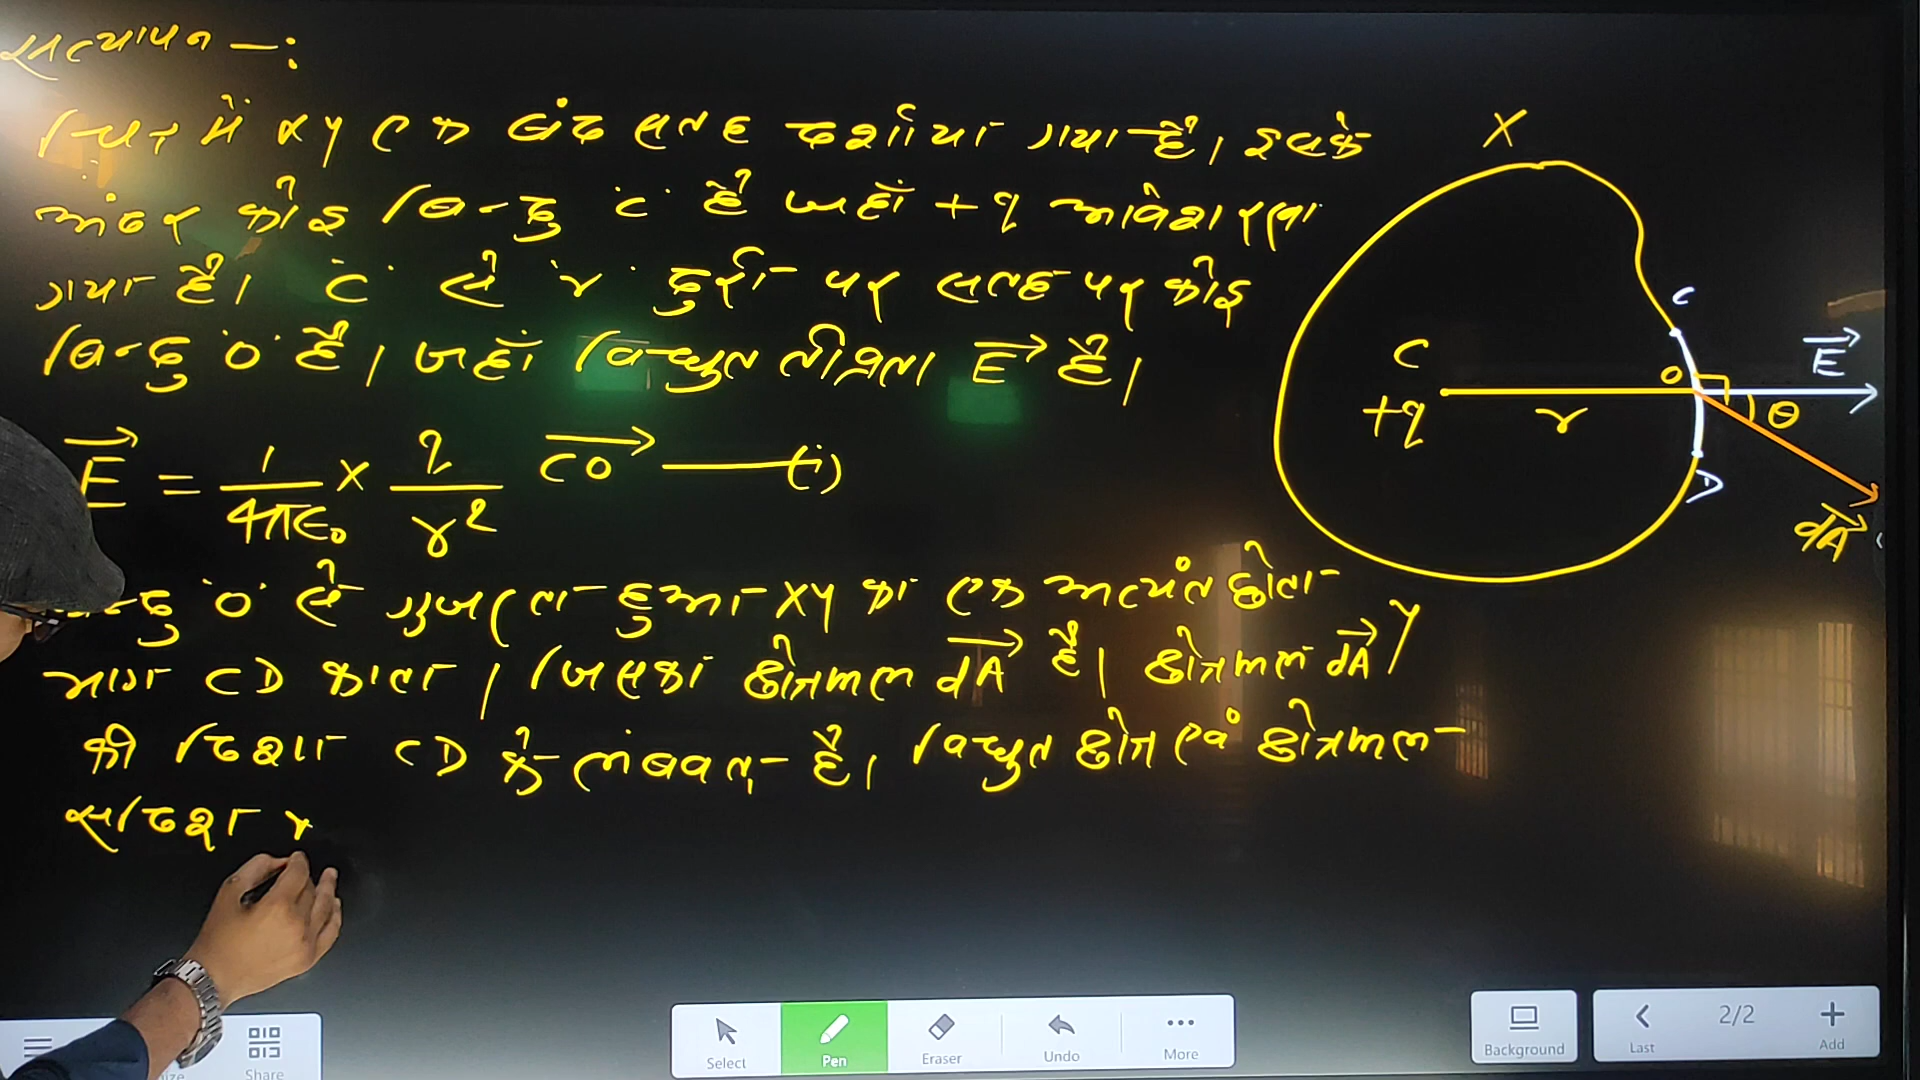 सत्यापन -:
चित्र में XY एक बंद सतह दर्शाया गया है। इसके
अंदर कोइ बिन्दु 'C' है जहाँ +q आवेश रखा
गया है। 'C' से 'r' दुरी पर सतह पर कोइ
बिन्दु 'O' है। जहाँ विद्युत तीव्रता E⃗ है।
E⃗ = 1/4πε₀ × q/r² CO⃗ —— (i)
बिन्दु 'O' से गुजरता हुआ XY का एक अत्यंत छोटा
भाग CD काटा। जिसका क्षेत्रफल dA⃗ है। क्षेत्रफल dA⃗
की दिशा CD के लंबवत् है। विद्युत क्षेत्र एवं क्षेत्रफल
सदिश
X
C
E⃗
C
O
+q
r
θ
D
dA⃗
Y
Share
Select
Pen
Eraser
Undo
More
Background
Last
2/2
Add